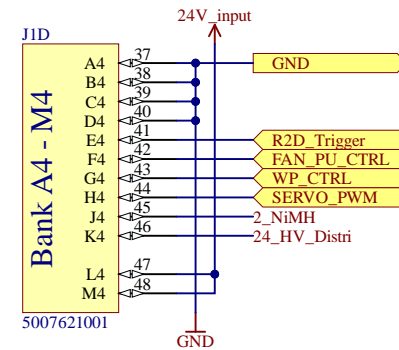 24V_input
J1D
Bank A4 - M4
A4 37 GND
B4 38
C4 39
D4 40
E4 41 R2D_Trigger
F4 42 FAN_PU_CTRL
G4 43 WP_CTRL
H4 44 SERVO_PWM
J4 45 2_NiMH
K4 46 24_HV_Distri
L4 47
M4 48
5007621001
GND